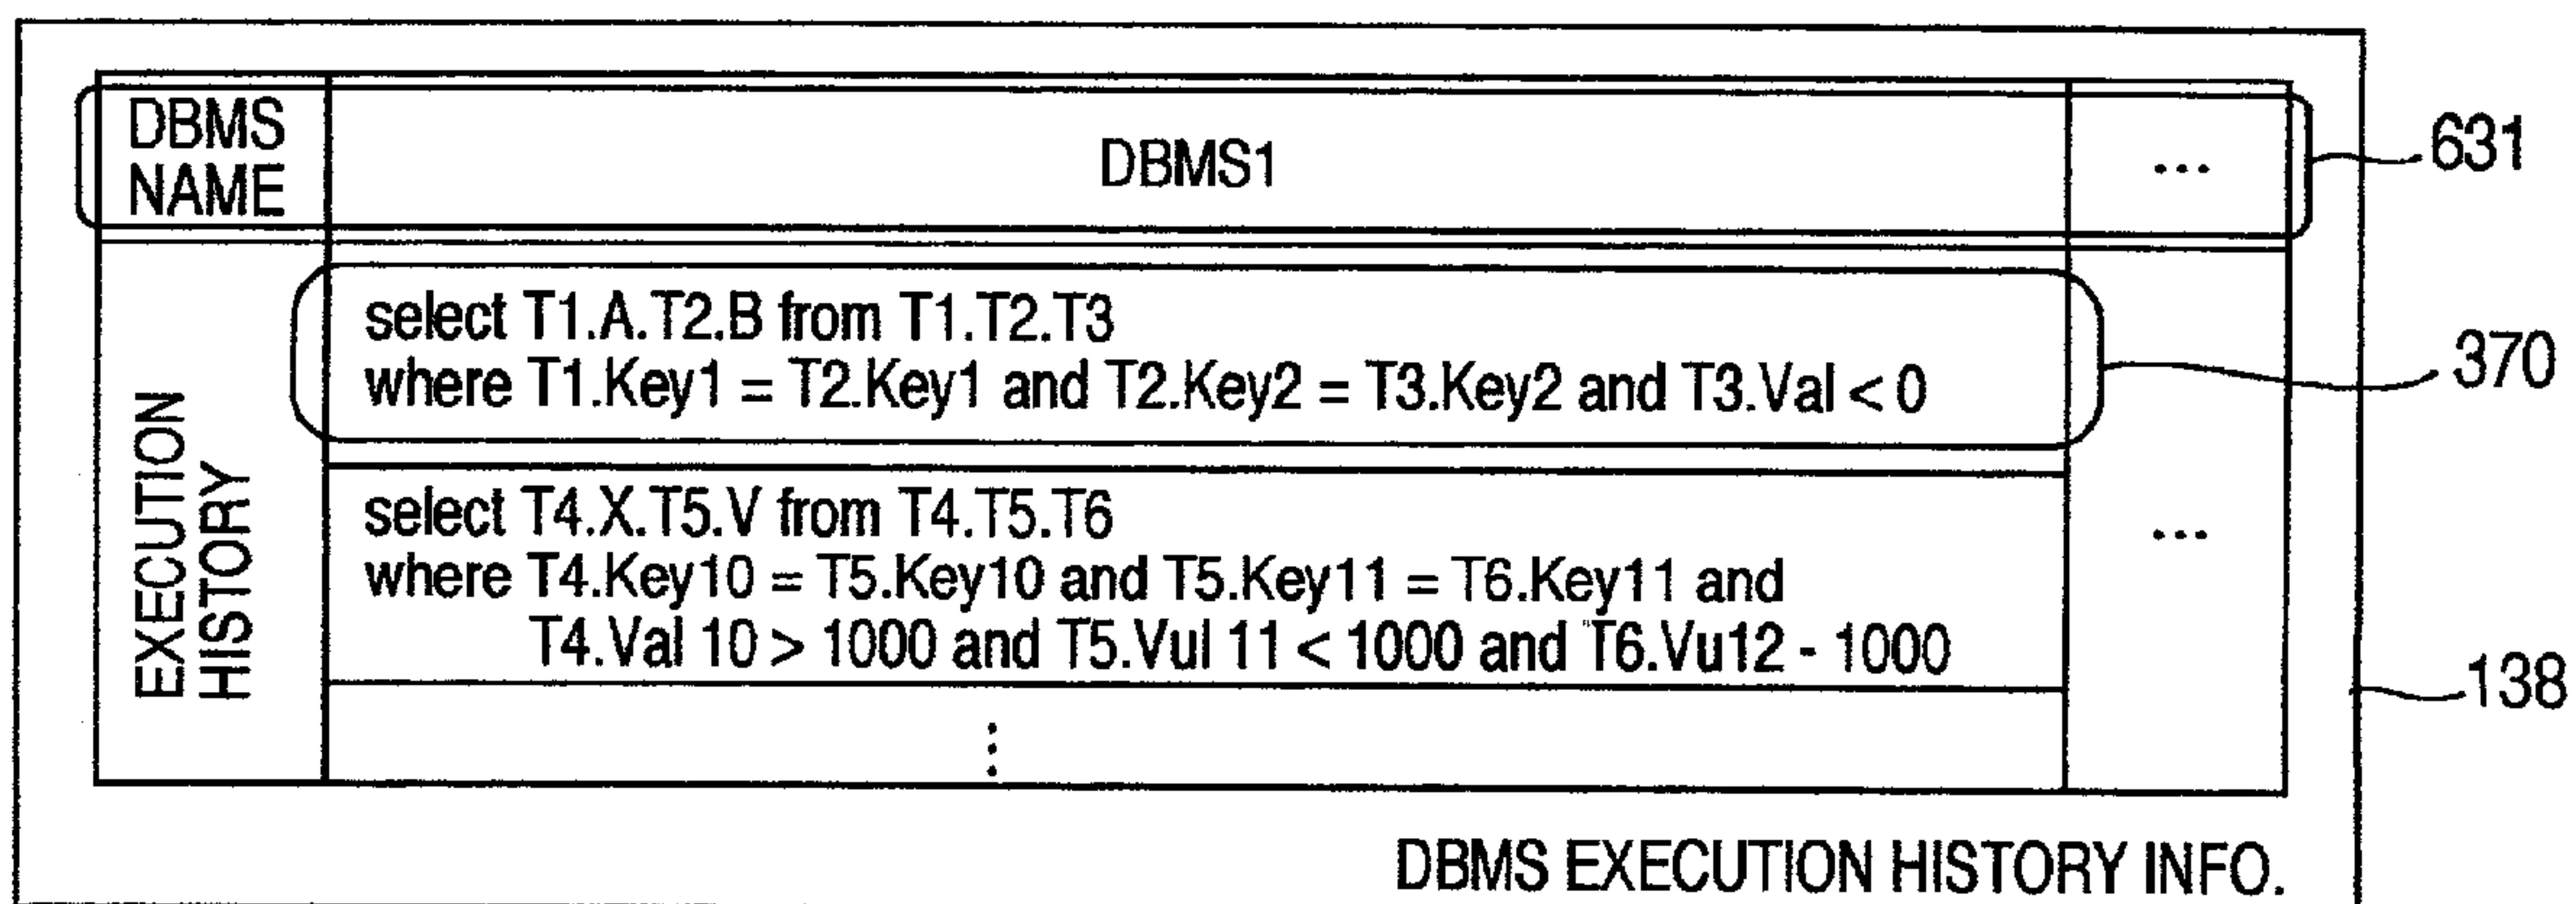 DBMS
NAME
DBMS1
...
631
EXECUTION
HISTORY
select T1.A.T2.B from T1.T2.T3
where T1.Key1 = T2.Key1 and T2.Key2 = T3.Key2 and T3.Val < 0
370
select T4.X.T5.V from T4.T5.T6
where T4.Key10 = T5.Key10 and T5.Key11 = T6.Key11 and
T4.Val 10 > 1000 and T5.Vul 11 < 1000 and T6.Vu12 - 1000
...
138
⋮
DBMS EXECUTION HISTORY INFO.